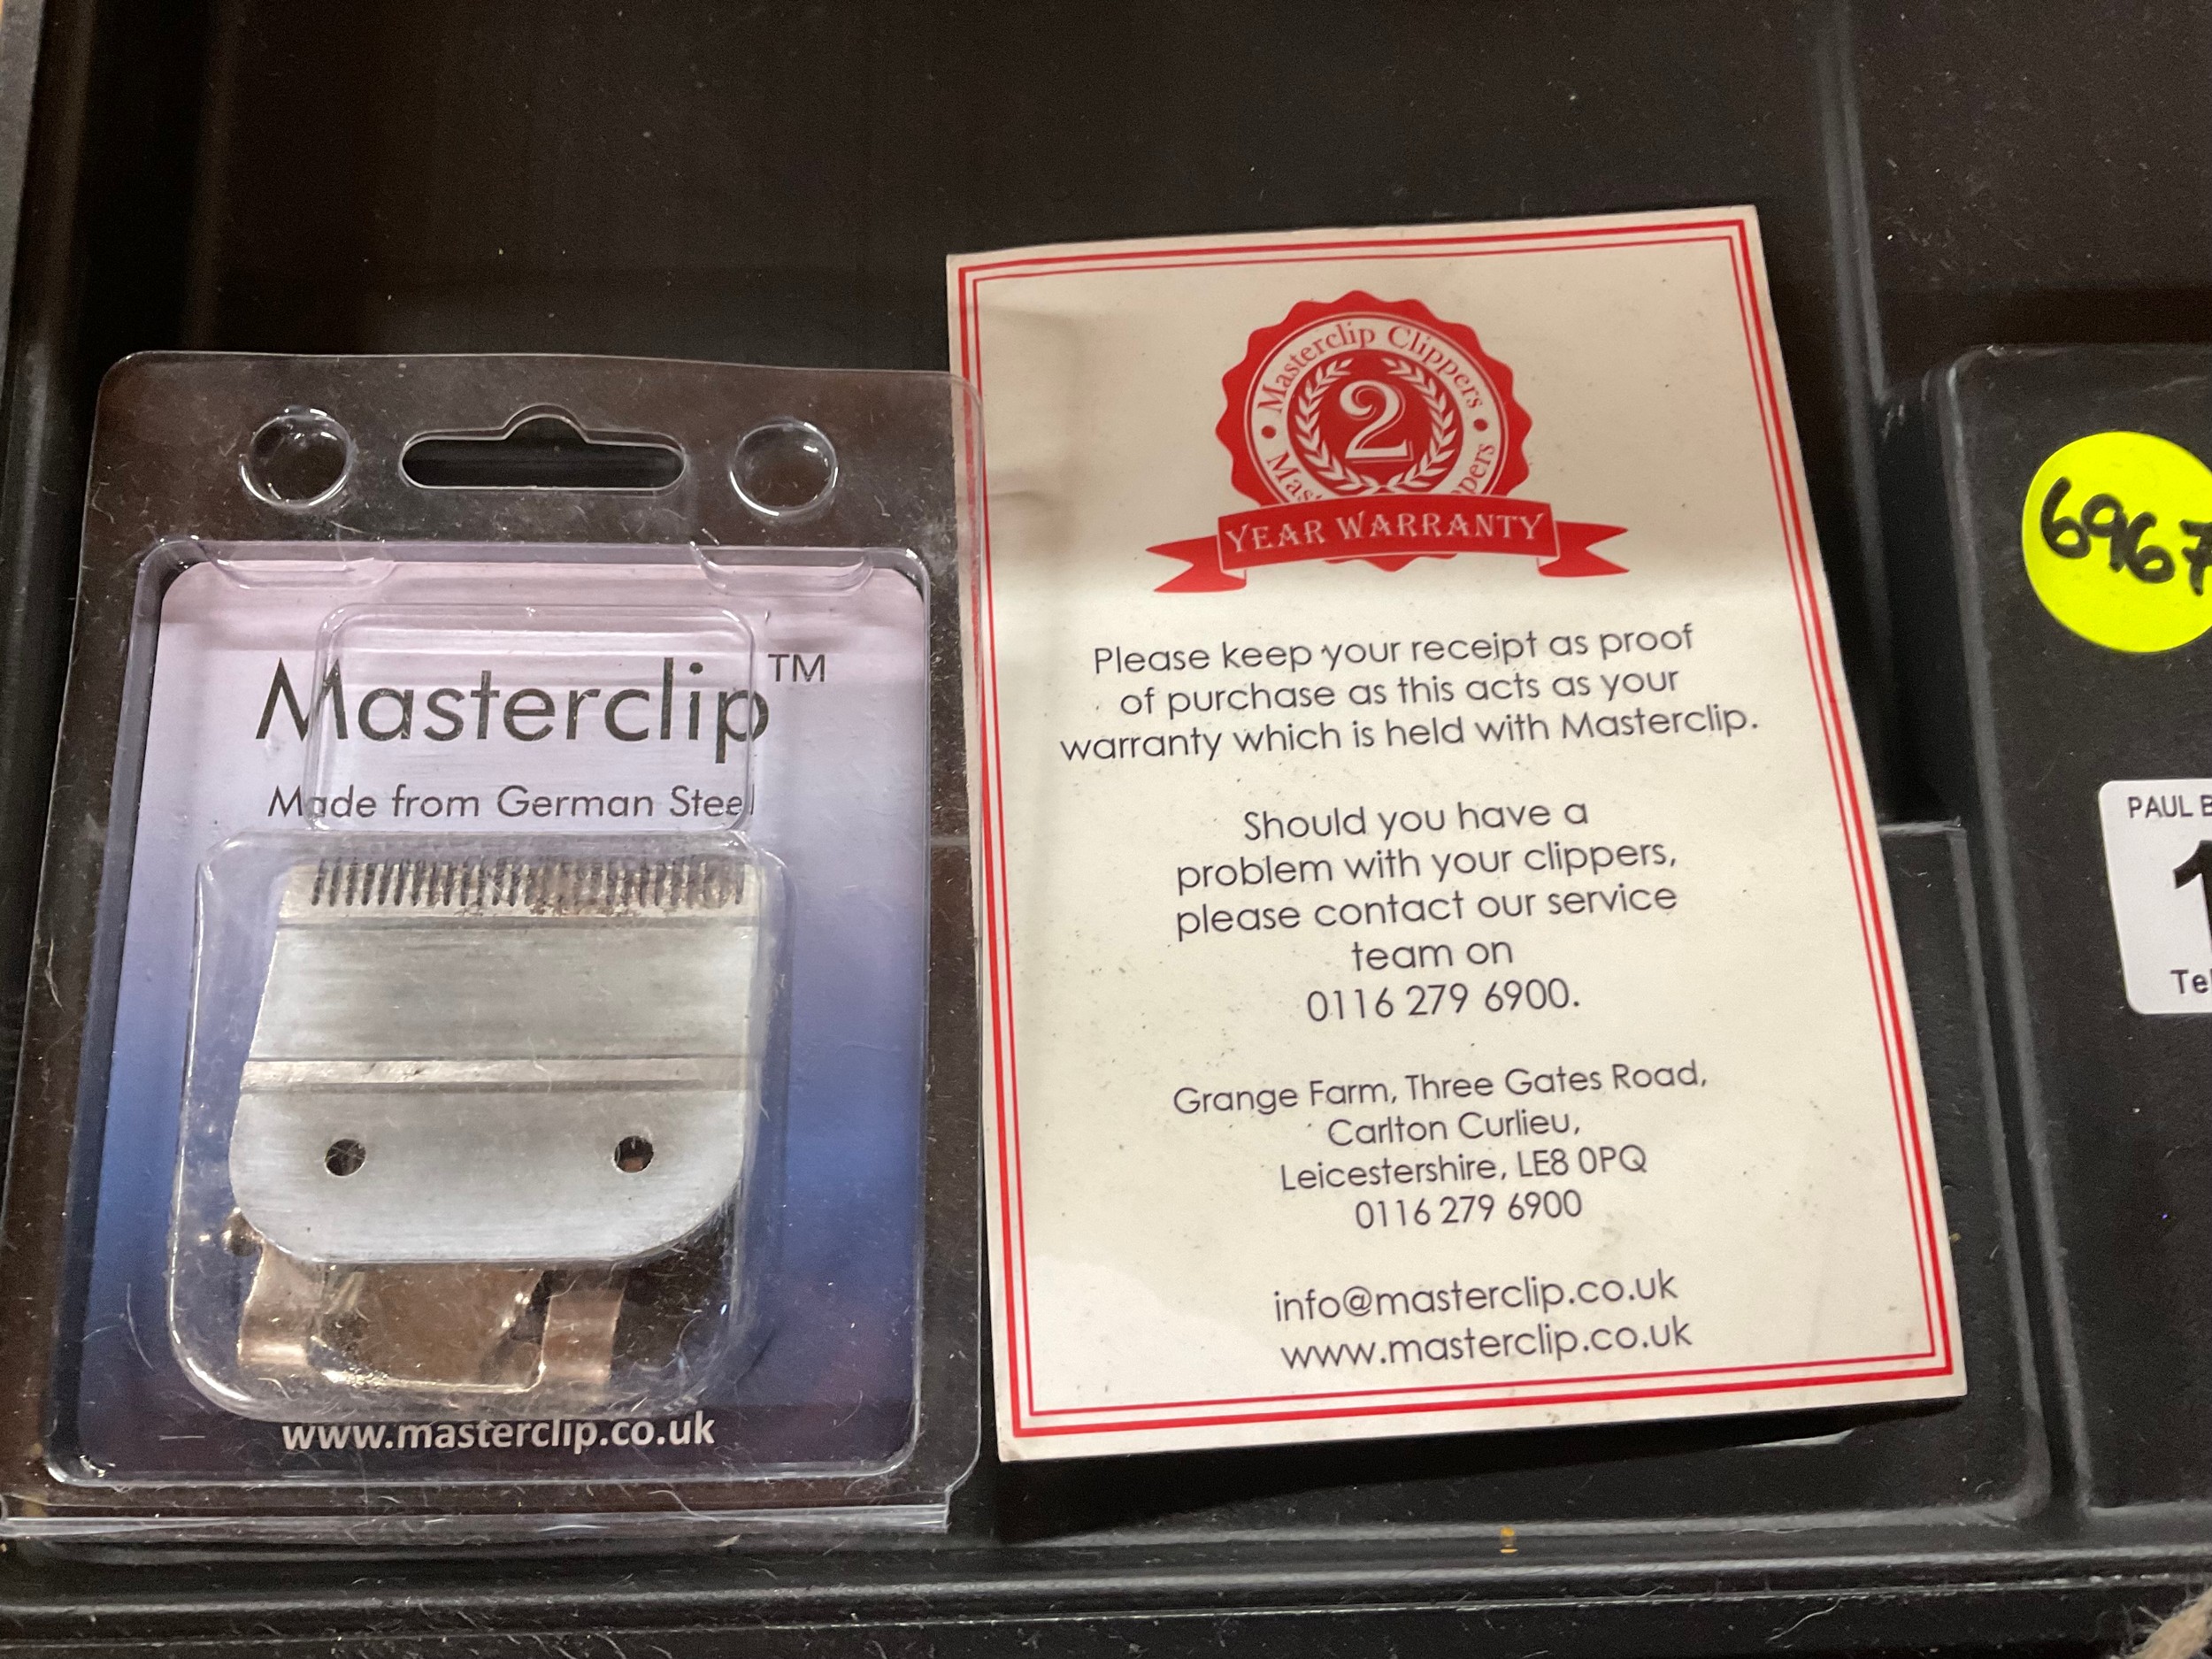 Masterclip™
Made from German Steel
www.masterclip.co.uk
Masterclip Clippers
2
YEAR WARRANTY
Please keep your receipt as proof
of purchase as this acts as your
warranty which is held with Masterclip.
Should you have a
problem with your clippers,
please contact our service
team on
0116 279 6900.
Grange Farm, Three Gates Road,
Carlton Curlieu,
Leicestershire, LE8 0PQ
0116 279 6900
info@masterclip.co.uk
www.masterclip.co.uk
6967
PAUL